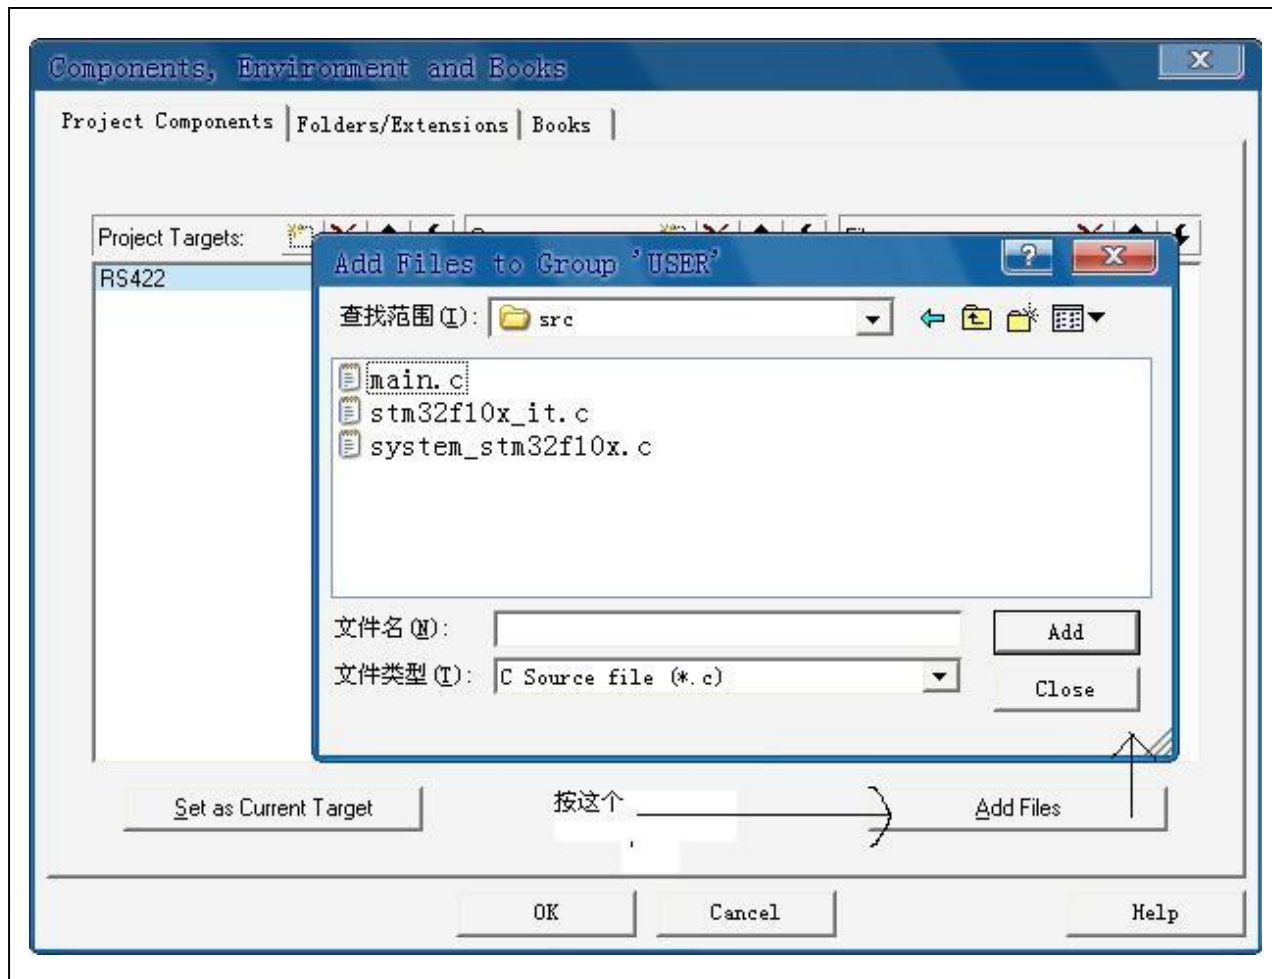 Components, Environment and Books
Project Components Folders/Extensions Books
Project Targets:
RS422
Add Files to Group 'USER'
查找范围(I): src
main.c
stm32f10x_it.c
system_stm32f10x.c
文件名(N): Add
文件类型(T): C Source file (*.c) Close
Set as Current Target 按这个 Add Files
OK Cancel Help